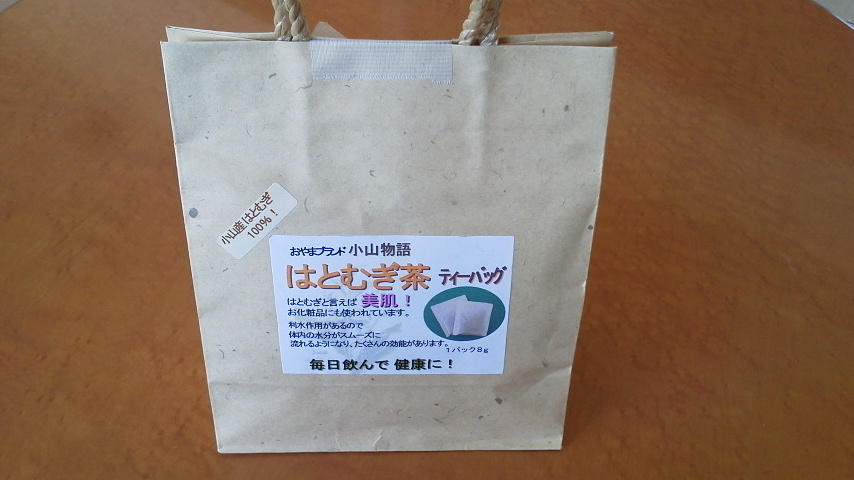 小山産はとむぎ
100%！
おやまブランド 小山物語
はとむぎ茶 ティーバッグ
はとむぎと言えば 美肌！
お化粧品にも使われています。
利水作用があるので
体内の水分がスムーズに
流れるようになり、たくさんの効能があります。
1パック8g
毎日飲んで 健康に！